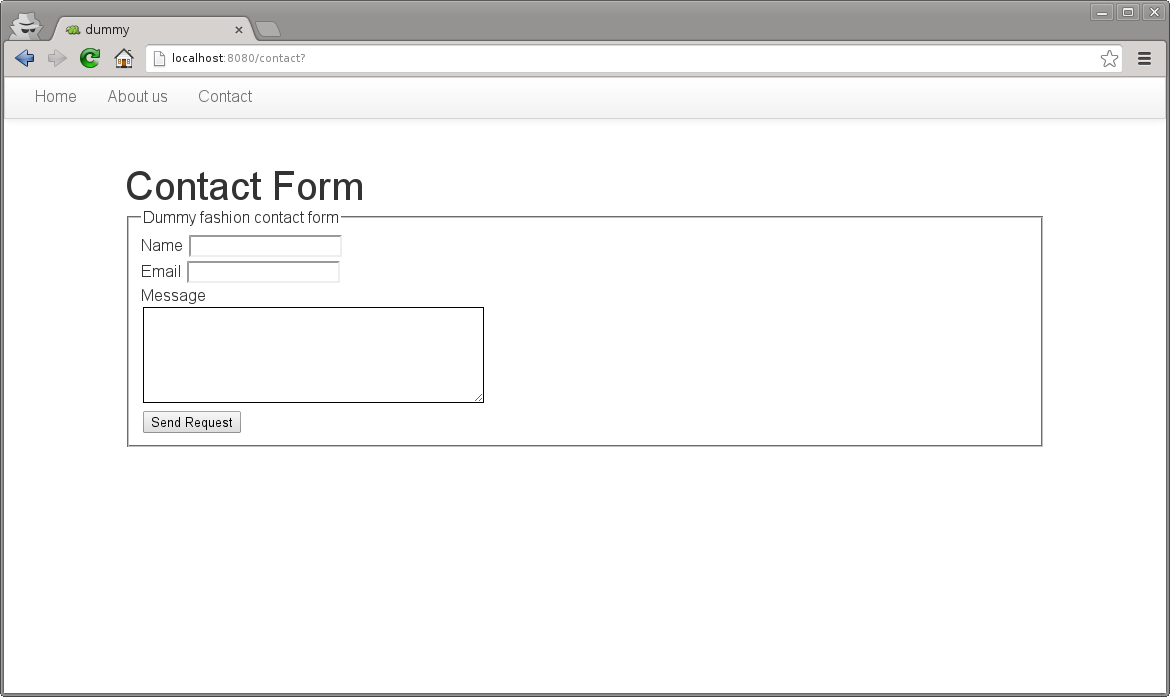 dummy
localhost:8080/contact?
Home About us Contact
Contact Form
Dummy fashion contact form
Name
Email
Message
Send Request